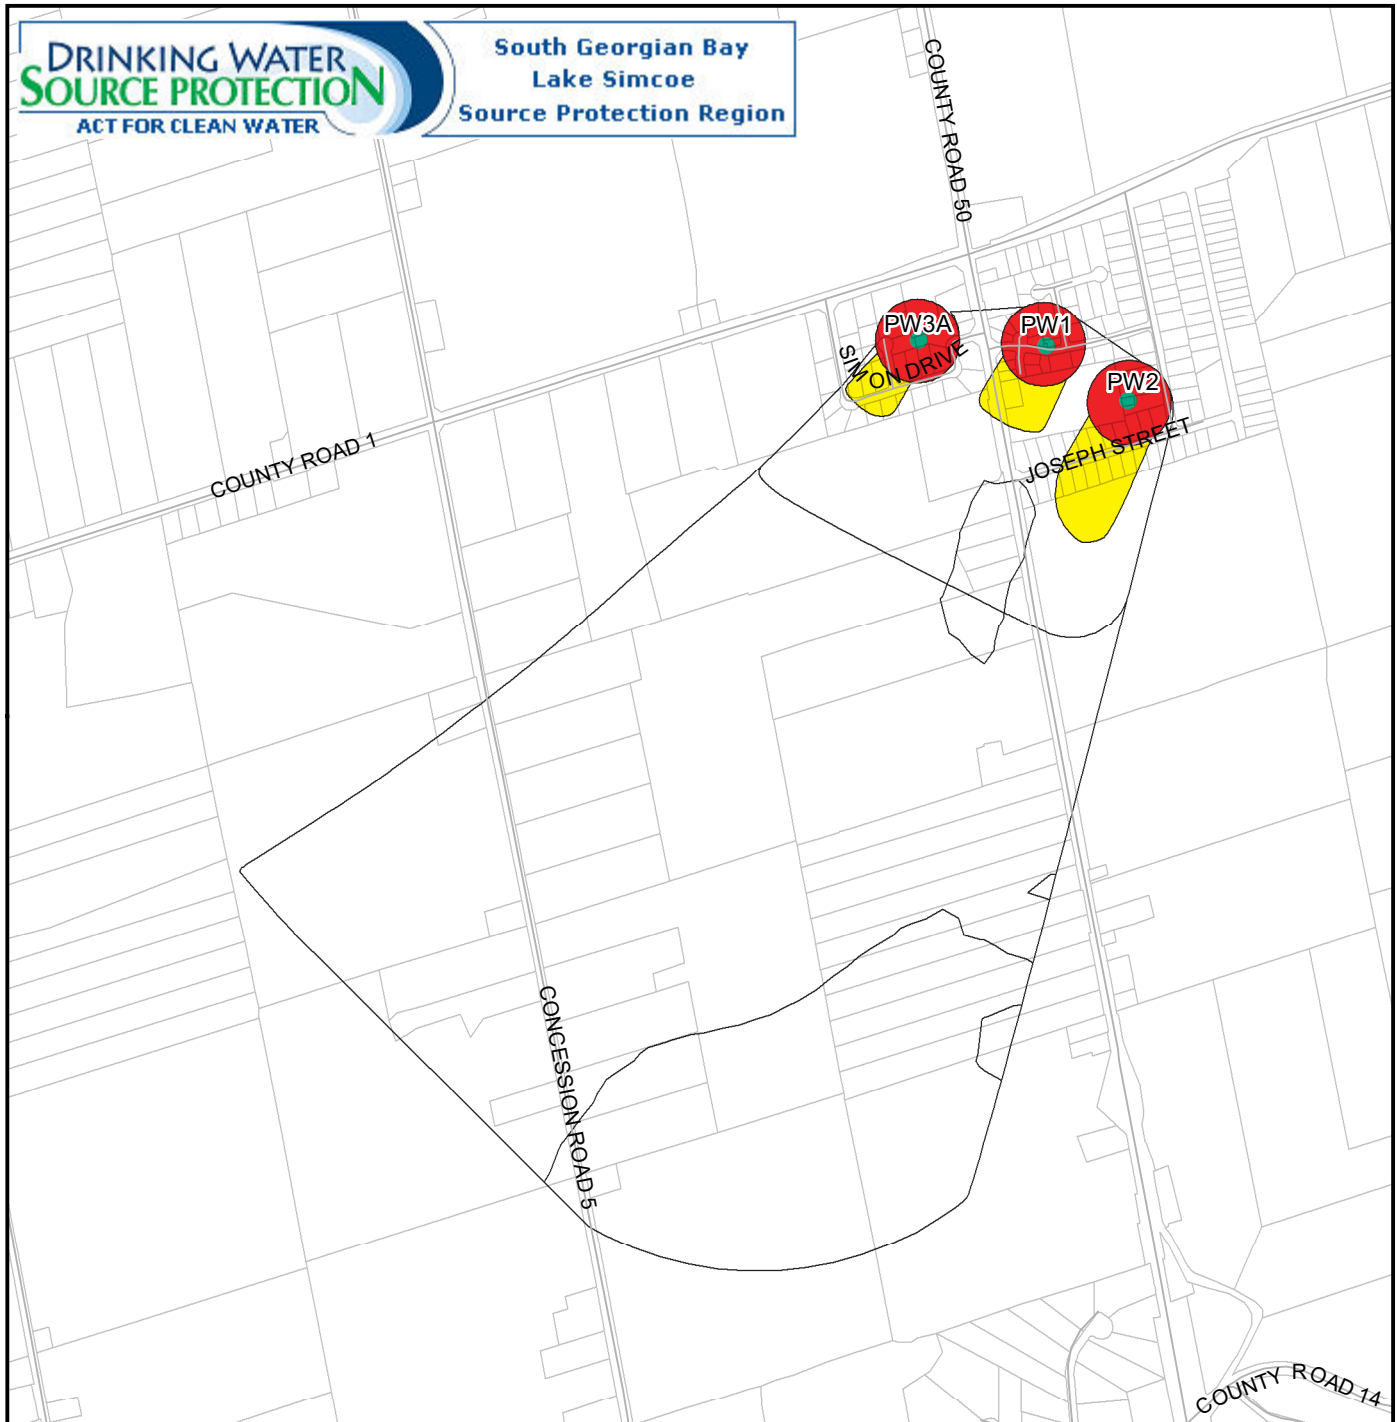 DRINKING WATER
SOURCE PROTECTION
ACT FOR CLEAN WATER
South Georgian Bay
Lake Simcoe
Source Protection Region
COUNTY ROAD 50
PW3A
PW1
SIMON DRIVE
PW2
JOSEPH STREET
COUNTY ROAD 1
CONCESSION ROAD 5
COUNTY ROAD 14